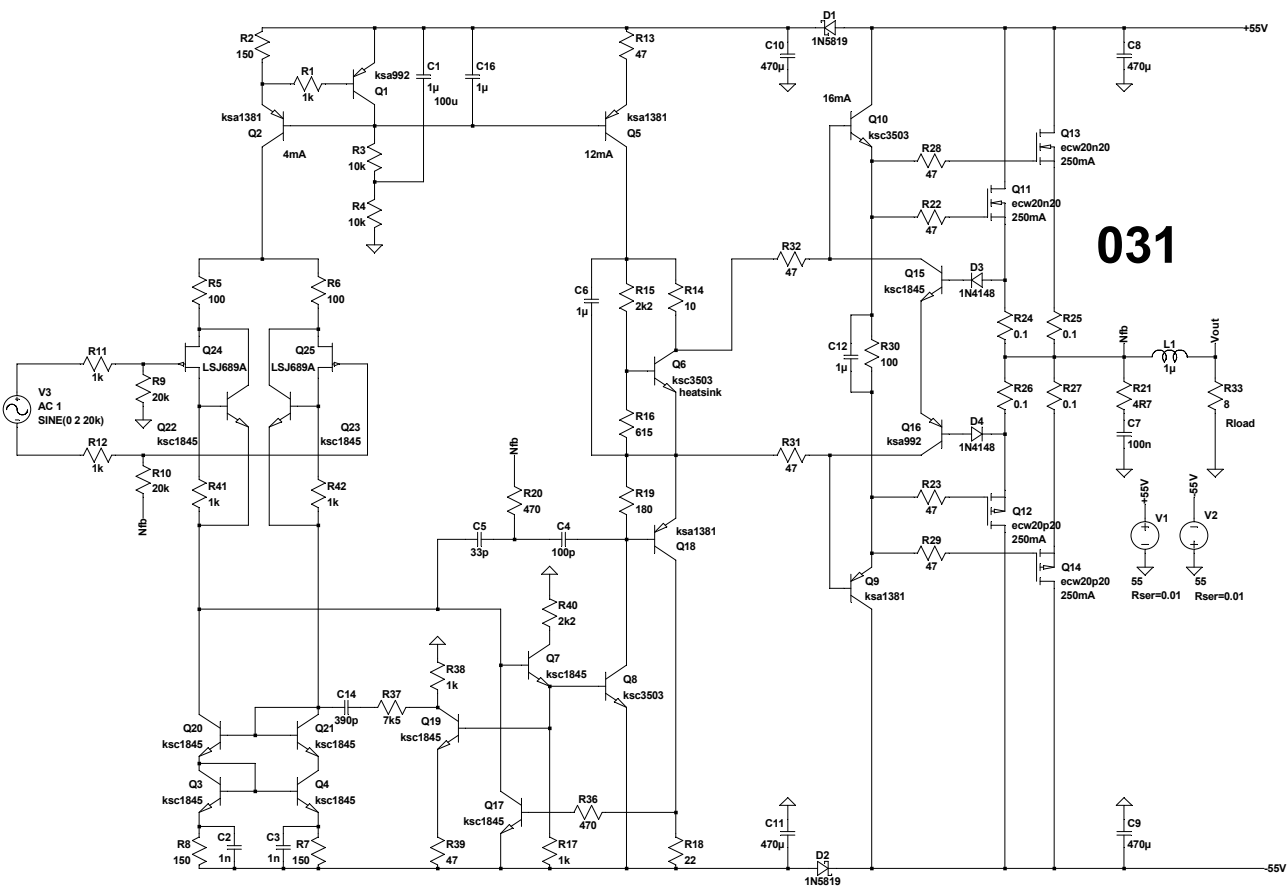 D1
1N5819
+55V
R2
150
R1
1k
ksa992
Q1
C1
1µ
100u
C16
1µ
R13
47
C10
470µ
C8
470µ
ksa1381
Q2
4mA
ksa1381
Q5
12mA
R3
10k
R4
10k
16mA
Q10
ksc3503
R28
47
Q13
ecw20n20
250mA
Q11
ecw20n20
250mA
R22
47
031
R5
100
R6
100
C6
1µ
R15
2k2
R14
10
R32
47
Q15
ksc1845
D3
1N4148
R24
0.1
R25
0.1
Nfb
Vout
L1
1µ
R11
1k
V3
AC 1
SINE(0 2 20k)
R9
20k
R12
1k
R10
20k
Nfb
Q24
LSJ689A
Q25
LSJ689A
Q22
ksc1845
Q23
ksc1845
R41
1k
R42
1k
Q6
ksc3503
heatsink
R16
615
C12
1µ
R30
100
R26
0.1
R27
0.1
R21
4R7
C7
100n
R33
8
Rload
Q16
ksa992
D4
1N4148
R31
47
Nfb
R20
470
R19
180
C5
33p
C4
100p
ksa1381
Q18
R23
47
Q12
ecw20p20
250mA
R29
47
Q14
ecw20p20
250mA
Q9
ksa1381
+55V
V1
55
Rser=0.01
-55V
V2
55
Rser=0.01
R40
2k2
Q7
ksc1845
Q8
ksc3503
R38
1k
C14
390p
R37
7k5
Q19
ksc1845
Q20
ksc1845
Q21
ksc1845
Q3
ksc1845
Q4
ksc1845
Q17
ksc1845
R36
470
R8
150
C2
1n
C3
1n
R7
150
R39
47
R17
1k
R18
22
C11
470µ
C9
470µ
D2
1N5819
-55V